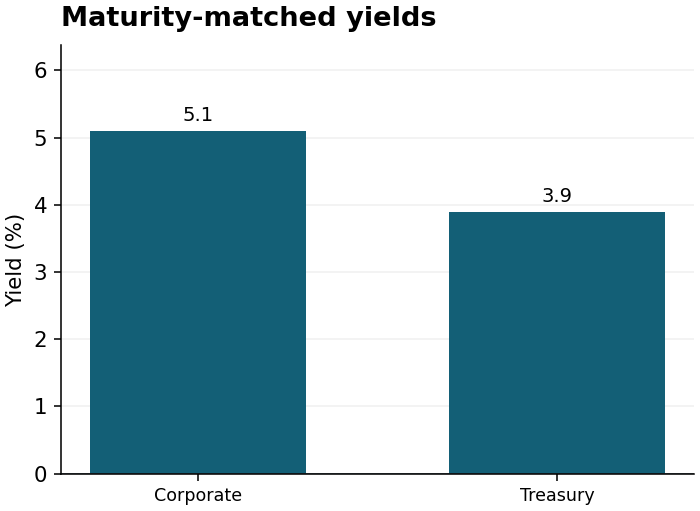 Maturity-matched yields
Yield (%)
6
5
4
3
2
1
0
5.1
3.9
Corporate
Treasury